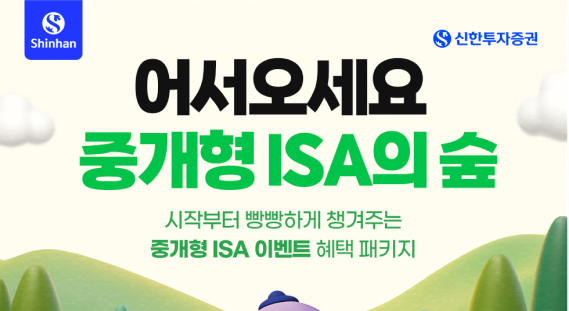 Shinhan
신한투자증권
어서오세요
중개형 ISA의 숲
시작부터 빵빵하게 챙겨주는
중개형 ISA 이벤트 혜택 패키지